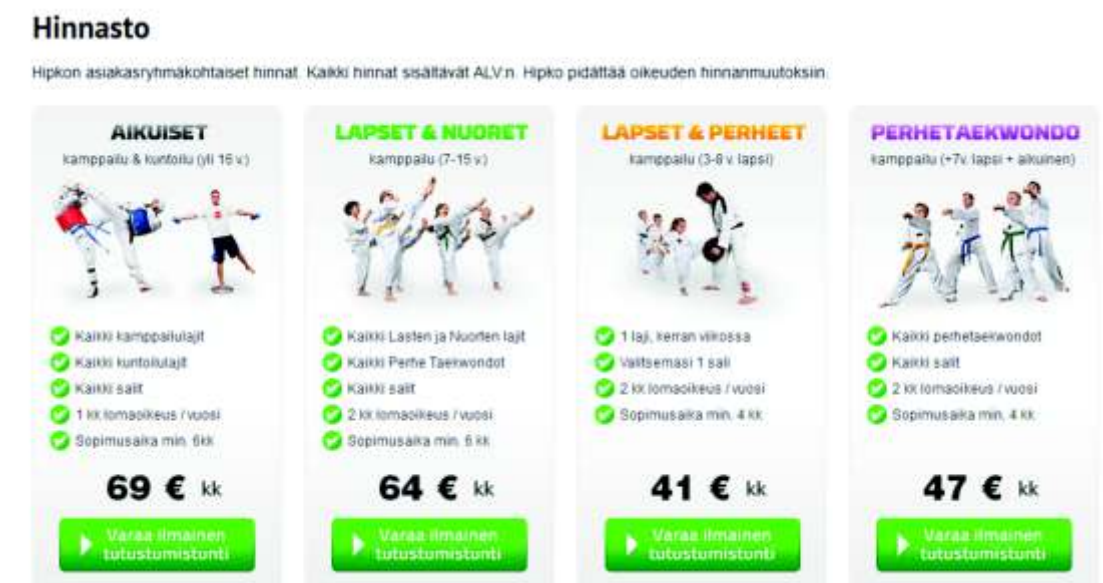 Hinnasto
Hipkon asiakasryhmäkohtaiset hinnat. Kaikki hinnat sisältävät ALV:n. Hipko pidättää oikeuden hinnanmuutoksiin.
AIKUISET
kamppailu & kuntoilu (yli 16 v.)
Kaikki kamppailulajit
Kaikki kuntoilulajit
Kaikki salit
1 kk lomaoikeus / vuosi
Sopimusaika min. 6kk
69 € kk
Varaa ilmainen
tutustumistunti
LAPSET & NUORET
kamppailu (7-15 v.)
Kaikki Lasten ja Nuorten lajit
Kaikki Perhe Taekwondot
Kaikki salit
2 kk lomaoikeus / vuosi
Sopimusaika min. 6 kk
64 € kk
Varaa ilmainen
tutustumistunti
LAPSET & PERHEET
kamppailu (3-8 v. lapsi)
1 laji, kerran viikossa
Valitsemasi 1 sali
2 kk lomaoikeus / vuosi
Sopimusaika min. 4 kk
41 € kk
Varaa ilmainen
tutustumistunti
PERHETAEKWONDO
kamppailu (+7v. lapsi + aikuinen)
Kaikki perhetaekwondot
Kaikki salit
2 kk lomaoikeus / vuosi
Sopimusaika min. 4 kk
47 € kk
Varaa ilmainen
tutustumistunti